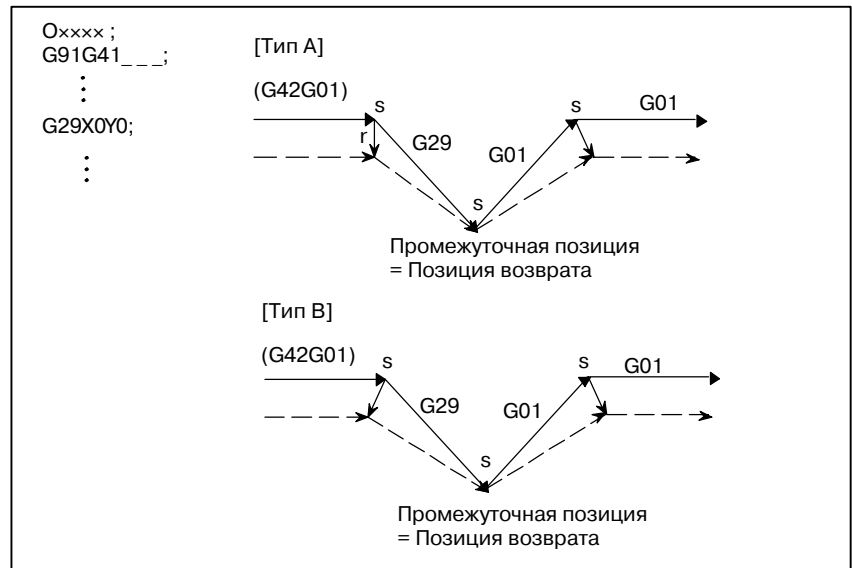 O×××× ;
G91G41_ _ _;
G29X0Y0;
[Тип A]
(G42G01)
s
s
G01
r
G29
G01
s
Промежуточная позиция
= Позиция возврата
[Тип B]
(G42G01)
s
s
G01
G29
G01
s
Промежуточная позиция
= Позиция возврата